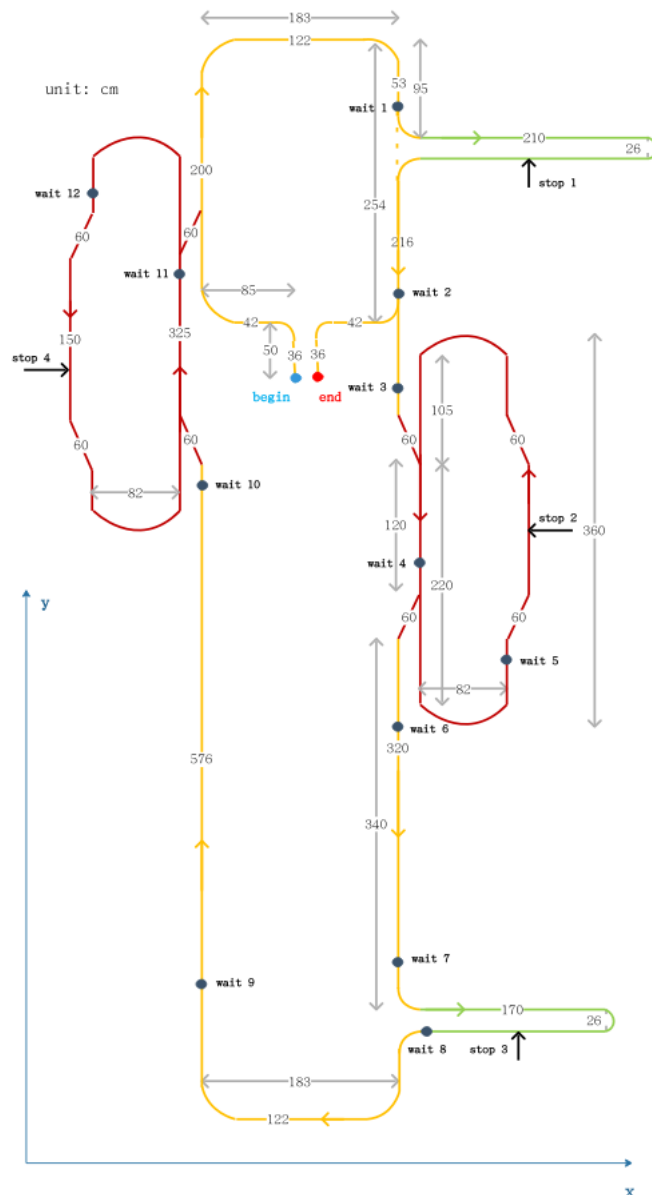 183
122
unit: cm
53
95
wait 1
210
26
stop 1
200
wait 12
254
60
60
216
wait 11
85
wait 2
42
42
325
50
150
36
36
stop 4
wait 3
begin
end
105
60
60
60
60
wait 10
82
120
stop 2
360
wait 4
220
y
60
60
wait 5
82
wait 6
320
576
340
wait 7
wait 9
170
26
wait 8
stop 3
183
122
x